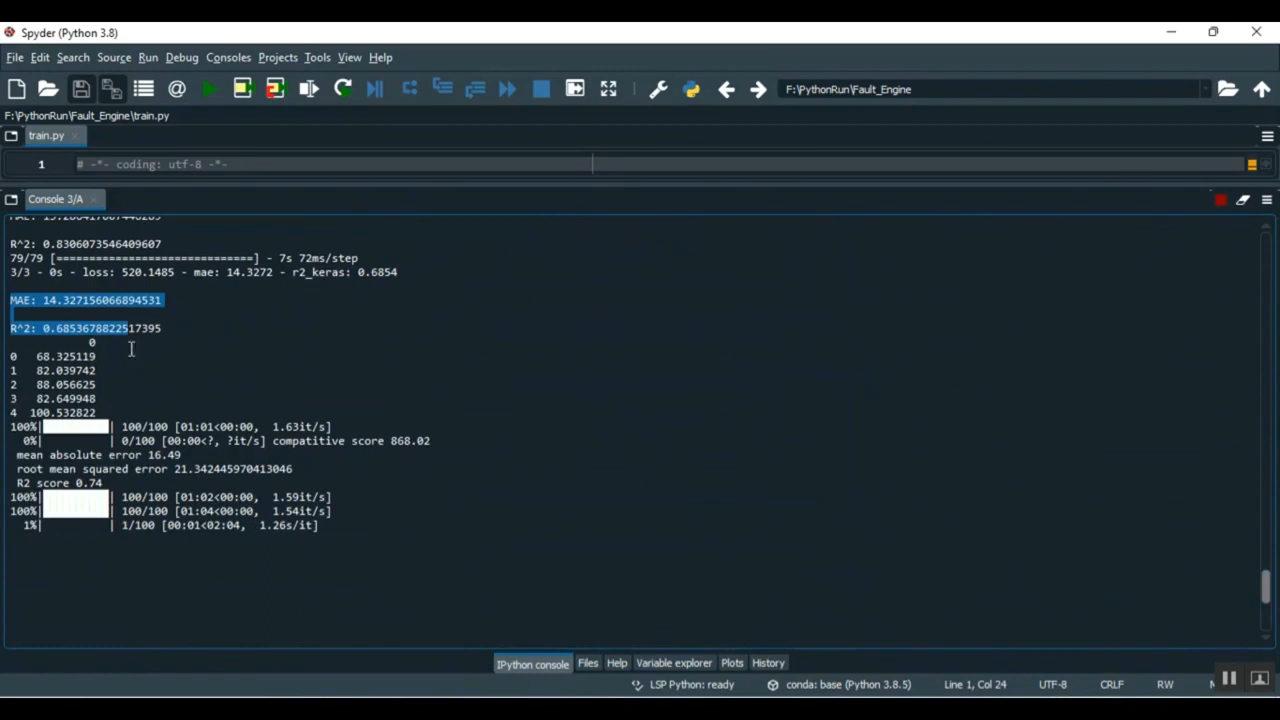 Spyder (Python 3.8)
File Edit Search Source Run Debug Consoles Projects Tools View Help
F:\PythonRun\Fault_Engine
F:\PythonRun\Fault_Engine\train.py
train.py
1 # -*- coding: utf-8 -*-
Console 3/A
R^2: 0.8306073546409607
79/79 [==============================] - 7s 72ms/step
3/3 - 0s - loss: 520.1485 - mae: 14.3272 - r2_keras: 0.6854
MAE: 14.327156066894531
R^2: 0.6853678822517395
0
0 68.325119
1 82.039742
2 88.056625
3 82.649948
4 100.532822
100%| | 100/100 [01:01<00:00, 1.63it/s]
0%| | 0/100 [00:00<?, ?it/s] compatitive score 868.02
mean absolute error 16.49
root mean squared error 21.342445970413046
R2 score 0.74
100%| | 100/100 [01:02<00:00, 1.59it/s]
100%| | 100/100 [01:04<00:00, 1.54it/s]
1%| | 1/100 [00:01<02:04, 1.26s/it]
IPython console Files Help Variable explorer Plots History
LSP Python: ready conda: base (Python 3.8.5) Line 1, Col 24 UTF-8 CRLF RW